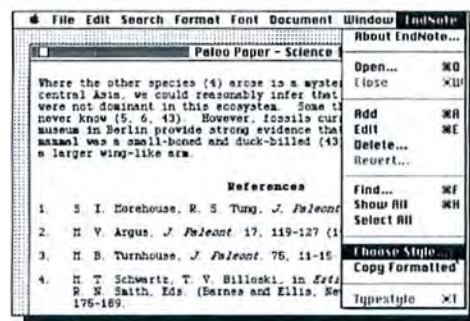 File Edit Search Format Font Document Window EndNote
Paleo Paper - Science
Where the other species (4) arose is a myste
central Asia, we could reasonably infer that
were not dominant in this ecosystem. Some t
never know (5, 6, 43). However, fossils cur
museum in Berlin provide strong evidence tha
mammal was a small-boned and duck-billed (43)
a larger wing-like arm.
References
1. S. I. Morehouse, R. S. Tung, J. Paleont
2. M. V. Argus, J. Paleont. 17, 119-127 (1
3. M. B. Turnhouse, J. Paleont. 75, 11-15
4. M. T. Schwartz, T. V. Billoski, in
R. N. Smith, Eds. (Barnes and Ellis, Ne
175-189.
About EndNote...
Open... ⌘O
Close ⌘W
Add ⌘A
Edit ⌘E
Delete...
Revert...
Find... ⌘F
Show All ⌘H
Select All
Choose Style...
Copy Formatted
Typestyle ⌘T